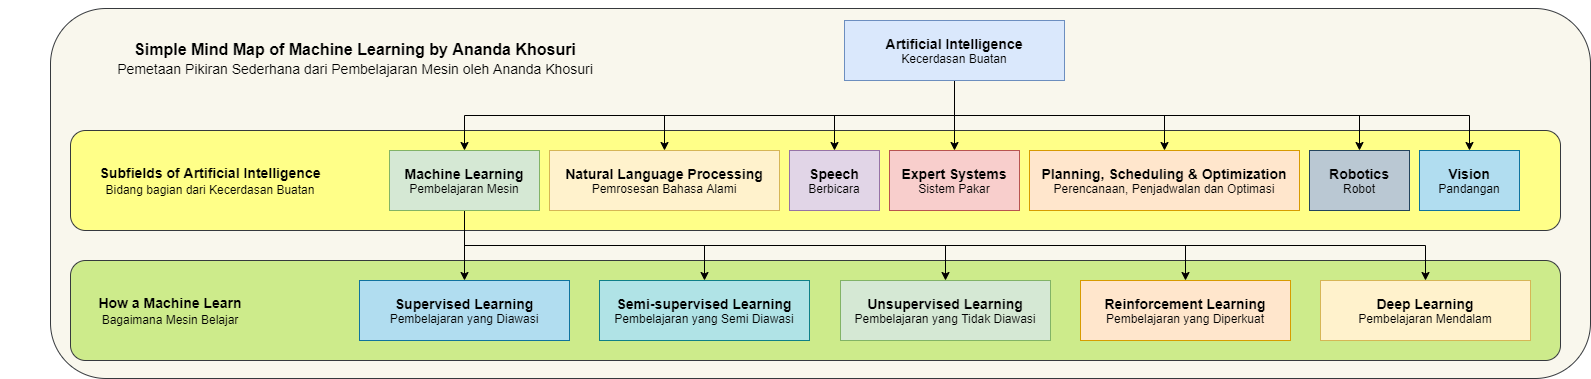 Simple Mind Map of Machine Learning by Ananda Khosuri
Pemetaan Pikiran Sederhana dari Pembelajaran Mesin oleh Ananda Khosuri
Artificial Intelligence
Kecerdasan Buatan
Subfields of Artificial Intelligence
Bidang bagian dari Kecerdasan Buatan
Machine Learning
Pembelajaran Mesin
Natural Language Processing
Pemrosesan Bahasa Alami
Speech
Berbicara
Expert Systems
Sistem Pakar
Planning, Scheduling & Optimization
Perencanaan, Penjadwalan dan Optimasi
Robotics
Robot
Vision
Pandangan
How a Machine Learn
Bagaimana Mesin Belajar
Supervised Learning
Pembelajaran yang Diawasi
Semi-supervised Learning
Pembelajaran yang Semi Diawasi
Unsupervised Learning
Pembelajaran yang Tidak Diawasi
Reinforcement Learning
Pembelajaran yang Diperkuat
Deep Learning
Pembelajaran Mendalam